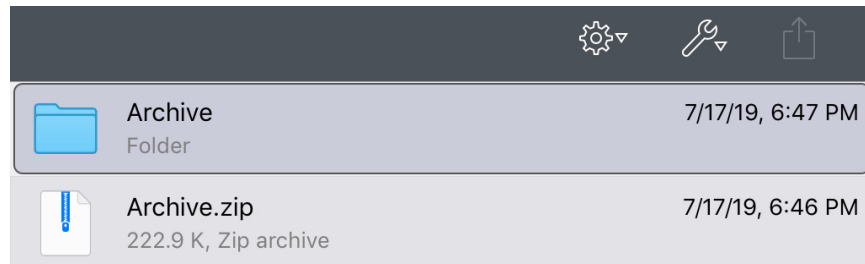 Archive
7/17/19, 6:47 PM
Folder
Archive.zip
7/17/19, 6:46 PM
222.9 K, Zip archive